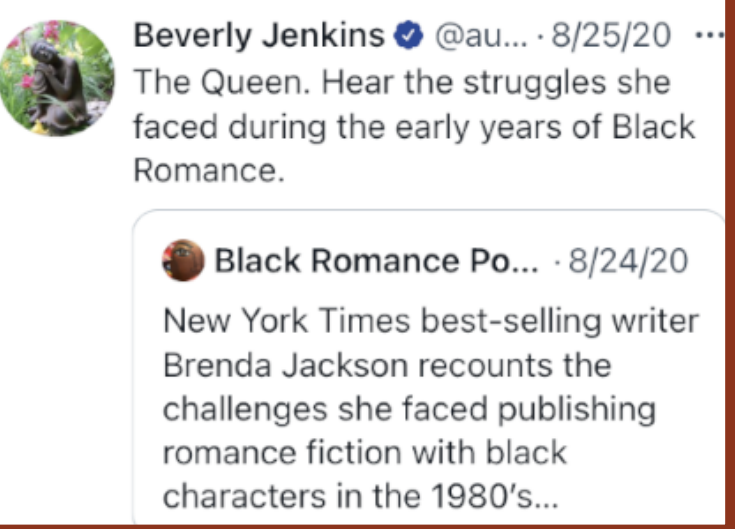 Beverly Jenkins @au... · 8/25/20 ...
The Queen. Hear the struggles she
faced during the early years of Black
Romance.
Black Romance Po... · 8/24/20
New York Times best-selling writer
Brenda Jackson recounts the
challenges she faced publishing
romance fiction with black
characters in the 1980's...